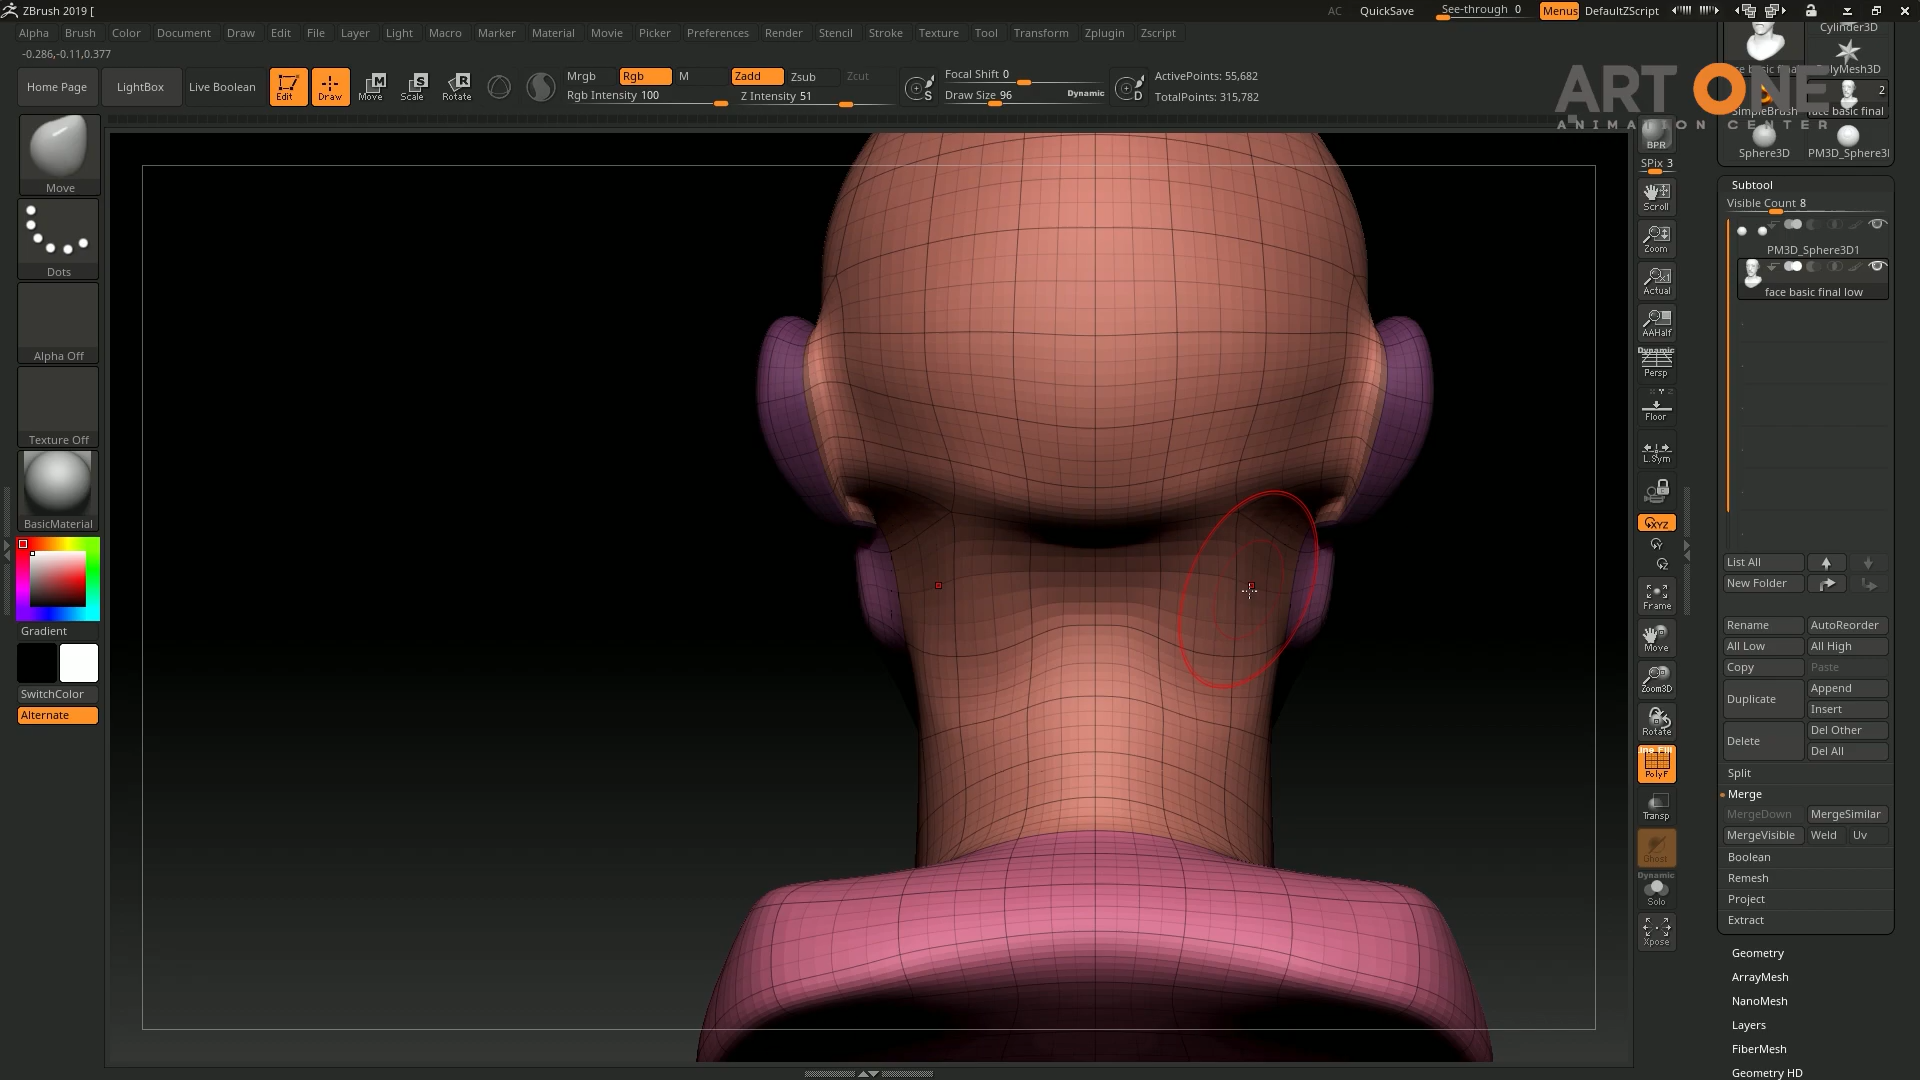 ZBrush 2019 [
AC QuickSave See-through 0 Menus DefaultZScript
Alpha Brush Color Document Draw Edit File Layer Light Macro Marker Material Movie Picker Preferences Render Stencil Stroke Texture Tool Transform Zplugin Zscript
-0.286,-0.11,0.377
Home Page LightBox Live Boolean Edit Draw Move Scale Rotate
Mrgb Rgb M Zadd Zsub Zcut
Rgb Intensity 100 Z Intensity 51
Focal Shift 0
Draw Size 96 Dynamic
ActivePoints: 55,682
TotalPoints: 315,782
ART ONE
ANIMATION CENTER
Move
Dots
Alpha Off
Texture Off
BasicMaterial
Gradient
SwitchColor
Alternate
BPR
SPix 3
Scroll
Zoom
Actual
AAHalf
Dynamic
Persp
Floor
L.Sym
XYZ
Y
Z
Frame
Move
Zoom3D
Rotate
Line Fill
PolyF
Transp
Ghost
Dynamic
Solo
Xpose
Cylinder3D
PolyMesh3D
2
SimpleBrush face basic final
Sphere3D PM3D_Sphere3I
Subtool
Visible Count 8
PM3D_Sphere3D1
face basic final low
List All
New Folder
Rename AutoReorder
All Low All High
Copy Paste
Duplicate Append
Insert
Delete Del Other
Del All
Split
Merge
MergeDown MergeSimilar
MergeVisible Weld Uv
Boolean
Remesh
Project
Extract
Geometry
ArrayMesh
NanoMesh
Layers
FiberMesh
Geometry HD